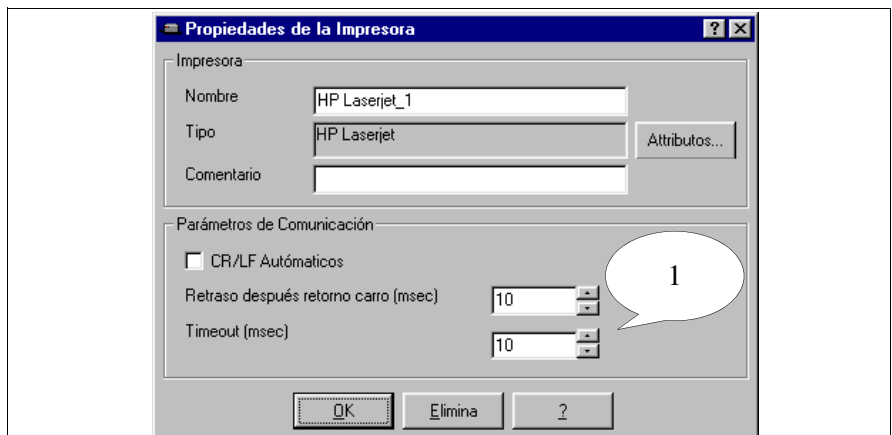 Propiedades de la Impresora
Impresora
Nombre HP Laserjet_1
Tipo HP Laserjet Attributos...
Comentario
Parámetros de Comunicación
CR/LF Autómaticos
1
Retraso después retorno carro (msec) 10
Timeout (msec) 10
OK Elimina ?